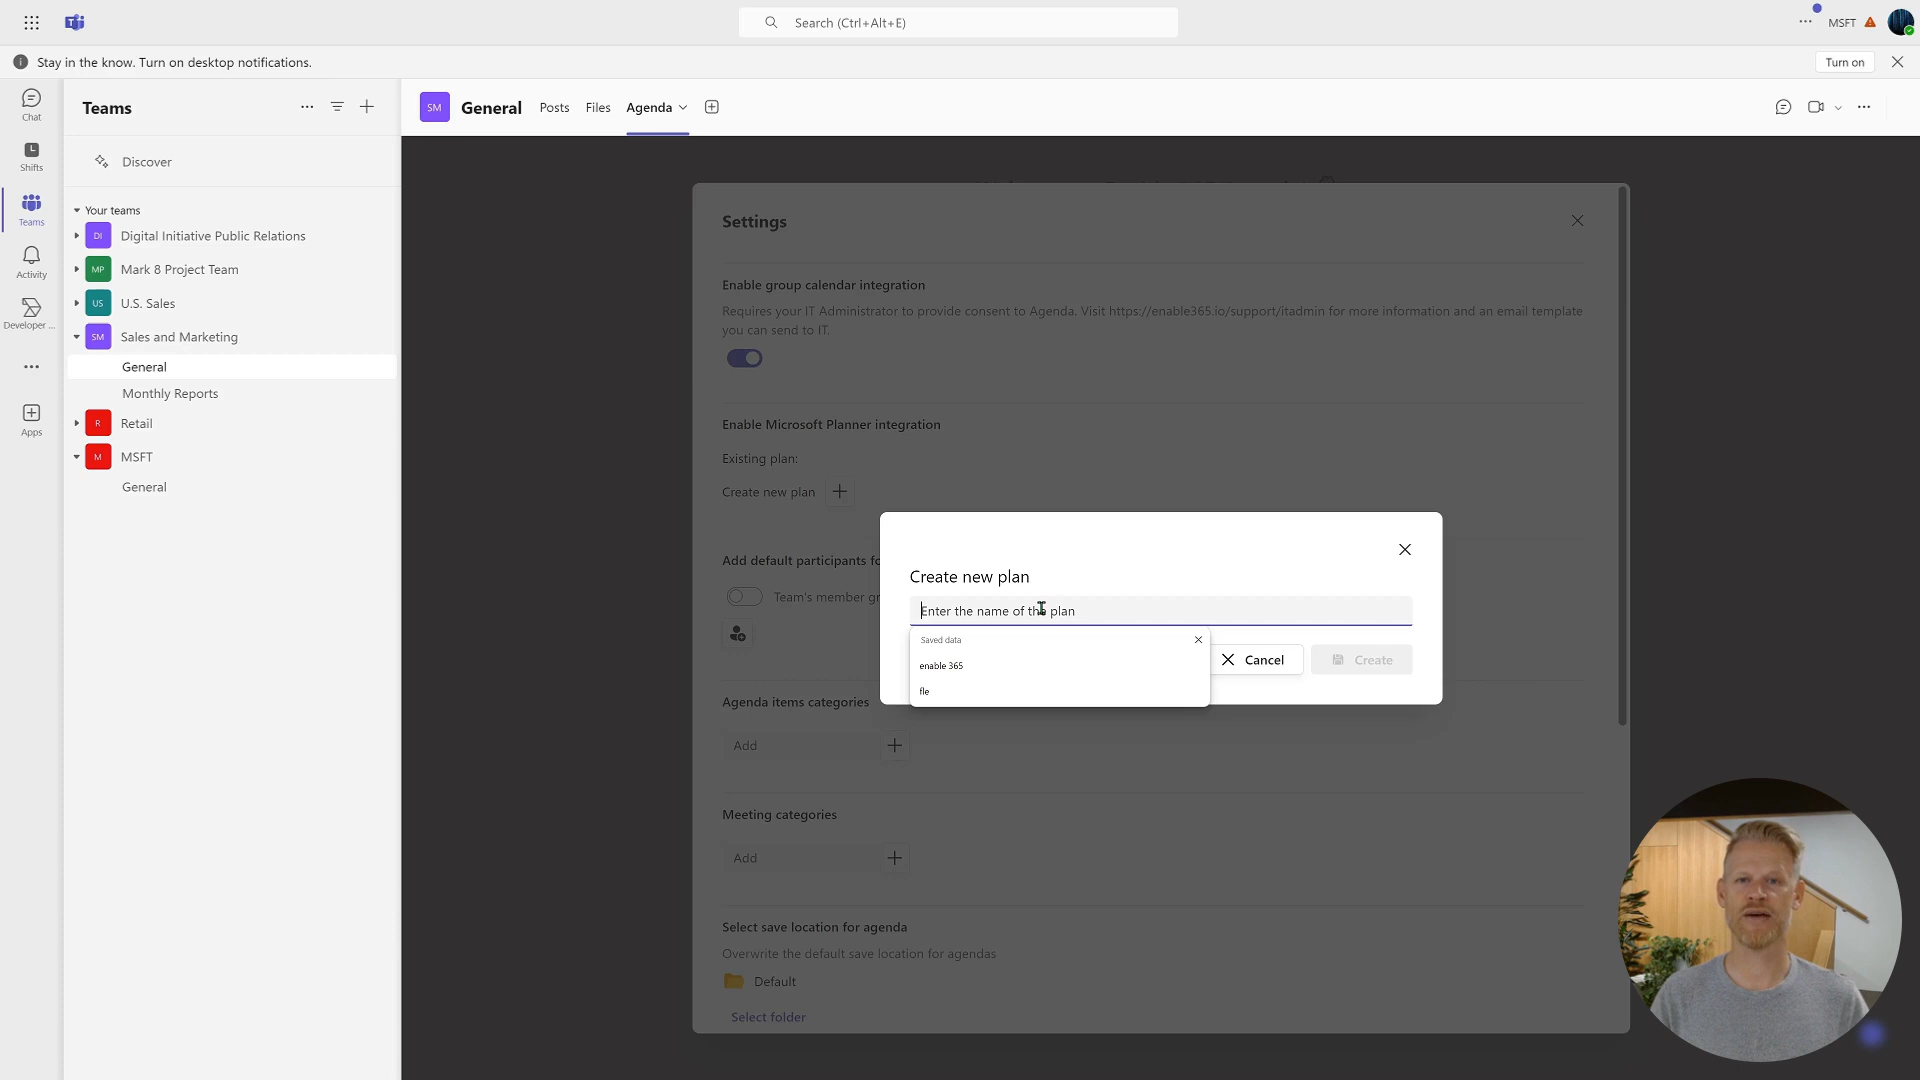 Search (Ctrl+Alt+E)
MSFT
Stay in the know. Turn on desktop notifications.
Turn on
Chat
Shifts
Teams
Activity
Developer ...
Apps
Teams
Discover
Your teams
DI Digital Initiative Public Relations
MP Mark 8 Project Team
US U.S. Sales
SM Sales and Marketing
General
Monthly Reports
R Retail
M MSFT
General
SM General Posts Files Agenda
Settings
Enable group calendar integration
Requires your IT Administrator to provide consent to Agenda. Visit https://enable365.io/support/itadmin for more information and an email template
you can send to IT.
Enable Microsoft Planner integration
Existing plan:
Create new plan
Add default participants fo
Team's member gr
Agenda items categories
Add
Meeting categories
Add
Select save location for agenda
Overwrite the default save location for agendas
Default
Select folder
Create new plan
Enter the name of the plan
Saved data
enable 365
fle
Cancel
Create